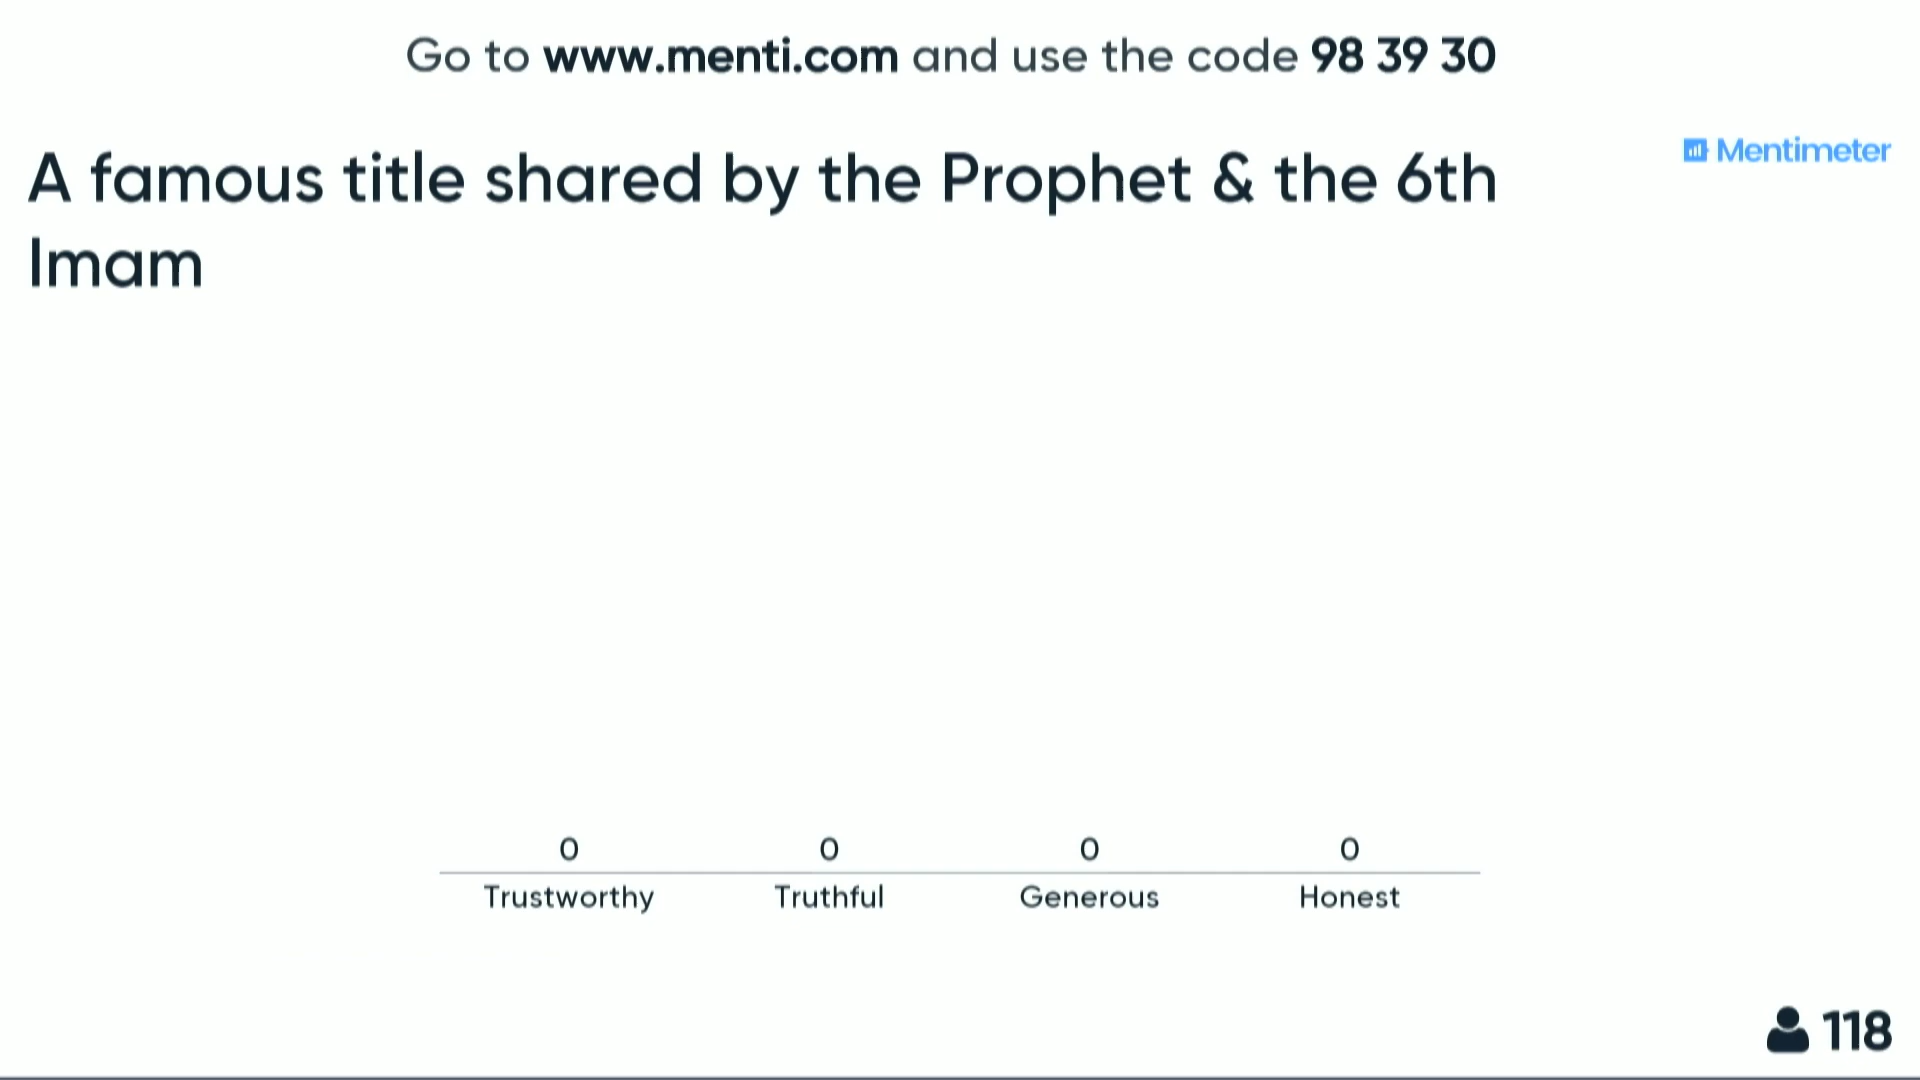 Go to www.menti.com and use the code 98 39 30
Mentimeter
A famous title shared by the Prophet & the 6th
Imam
0 0 0 0
Trustworthy Truthful Generous Honest
118